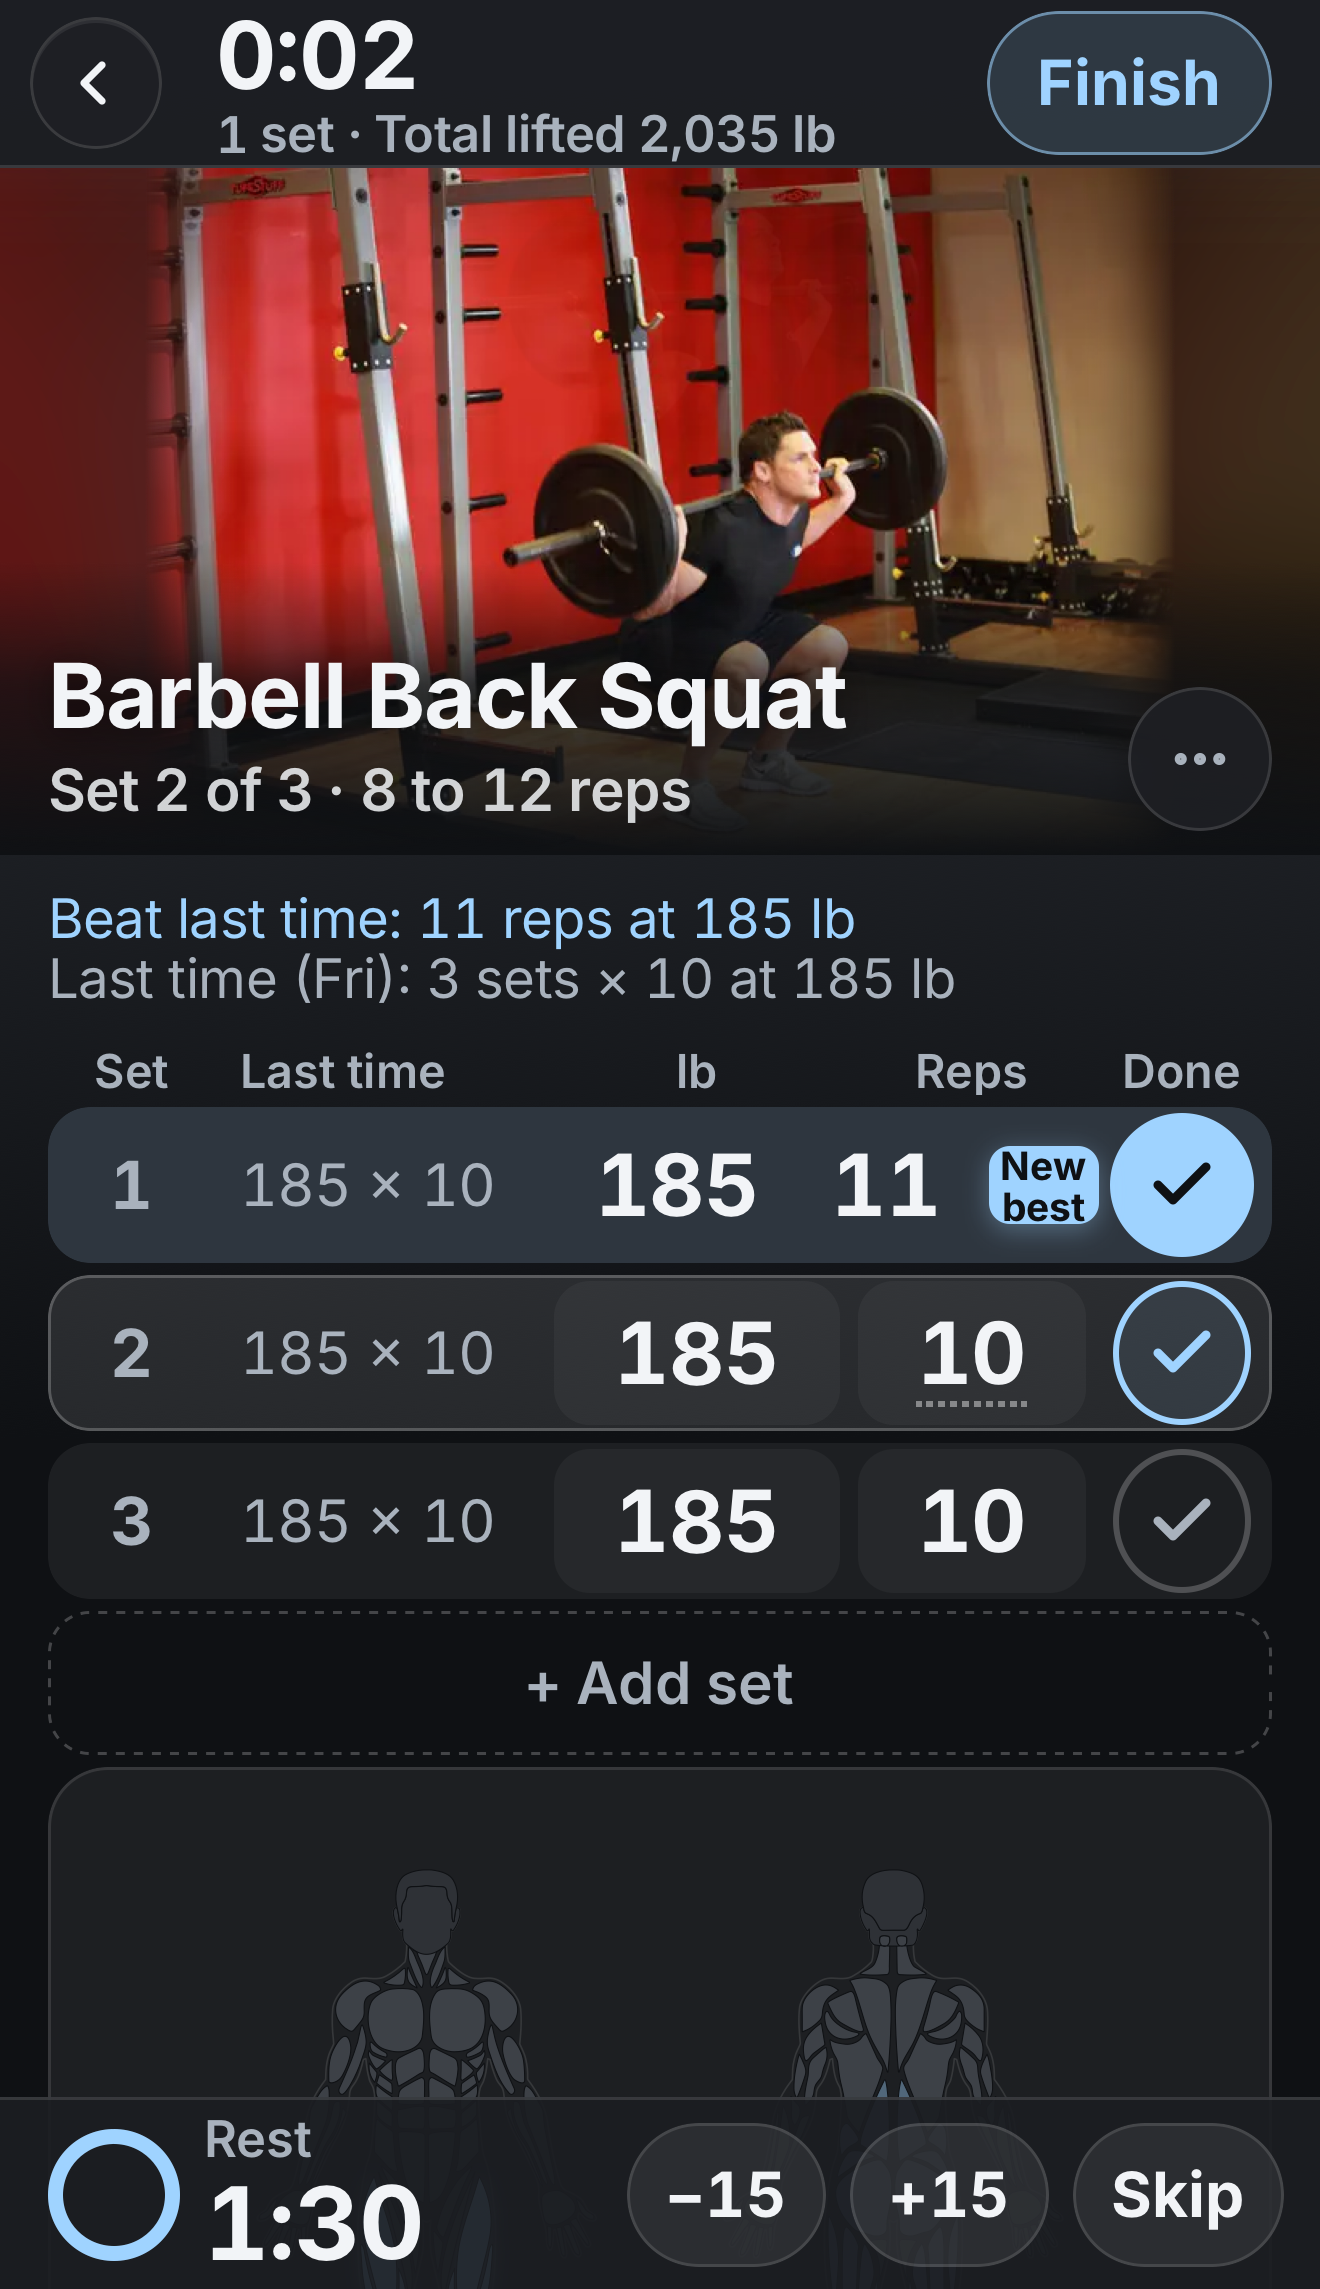 0:02
Finish
1 set · Total lifted 2,035 lb
TUFFSTUFF
Barbell Back Squat
Set 2 of 3 · 8 to 12 reps
Beat last time: 11 reps at 185 lb
Last time (Fri): 3 sets × 10 at 185 lb
Set Last time lb Reps Done
1 185 × 10 185 11 New best
2 185 × 10 185 10
3 185 × 10 185 10
+ Add set
Rest
1:30 −15 +15 Skip